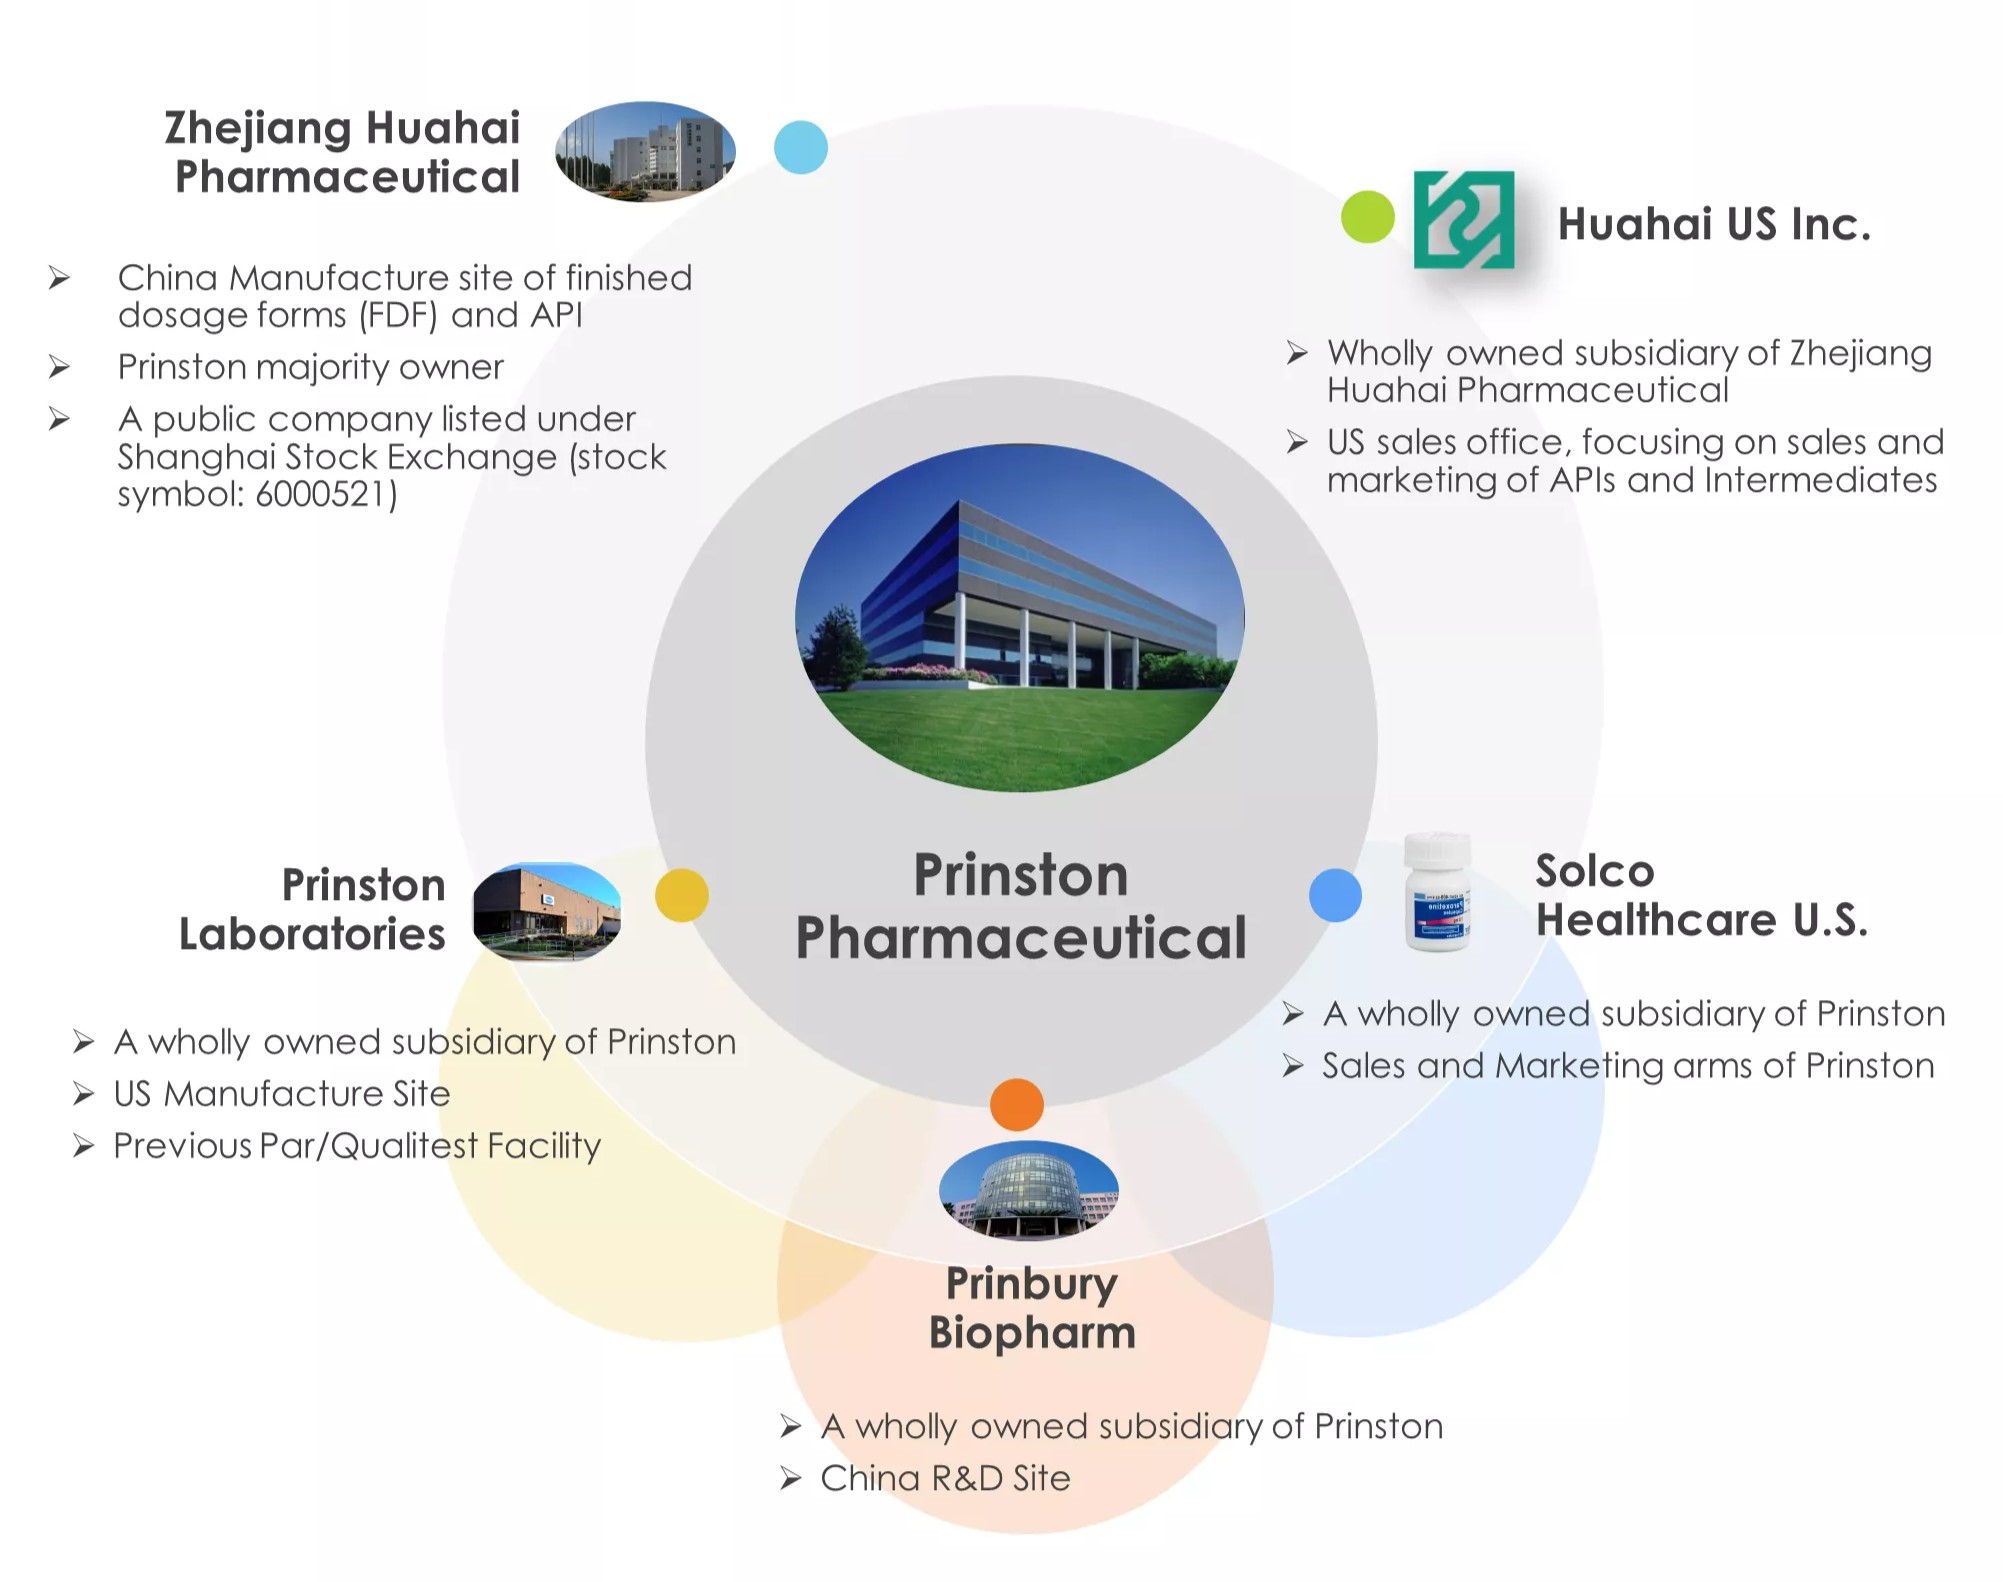 Zhejiang Huahai
Pharmaceutical
➢ China Manufacture site of finished
dosage forms (FDF) and API
➢ Prinston majority owner
➢ A public company listed under
Shanghai Stock Exchange (stock
symbol: 6000521)
Huahai US Inc.
➢ Wholly owned subsidiary of Zhejiang
Huahai Pharmaceutical
➢ US sales office, focusing on sales and
marketing of APIs and Intermediates
Prinston
Pharmaceutical
Prinston
Laboratories
➢ A wholly owned subsidiary of Prinston
➢ US Manufacture Site
➢ Previous Par/Qualitest Facility
Solco
Healthcare U.S.
➢ A wholly owned subsidiary of Prinston
➢ Sales and Marketing arms of Prinston
Paroxetine
Prinbury
Biopharm
➢ A wholly owned subsidiary of Prinston
➢ China R&D Site